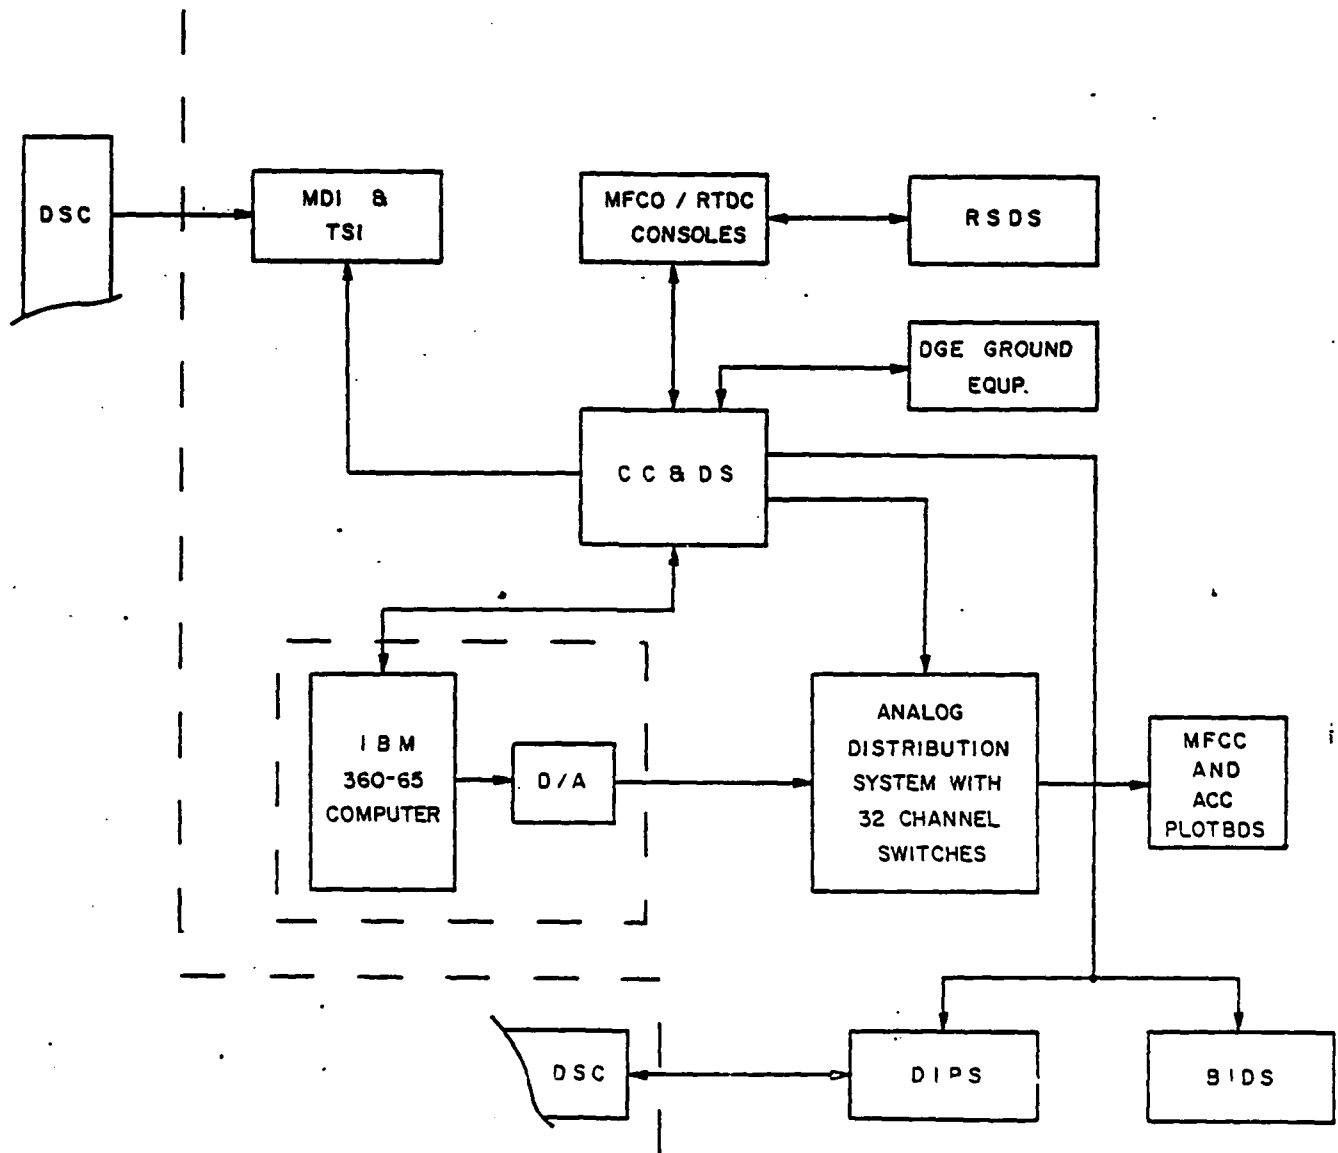 DSC
MDI &
TSI
MFCO / RTDC
CONSOLES
RSDS
DGE GROUND
EQUP.
CC & DS
IBM
360-65
COMPUTER
D/A
ANALOG
DISTRIBUTION
SYSTEM WITH
32 CHANNEL
SWITCHES
MFCC
AND
ACC
PLOTBDS
DSC
DIPS
BIDS